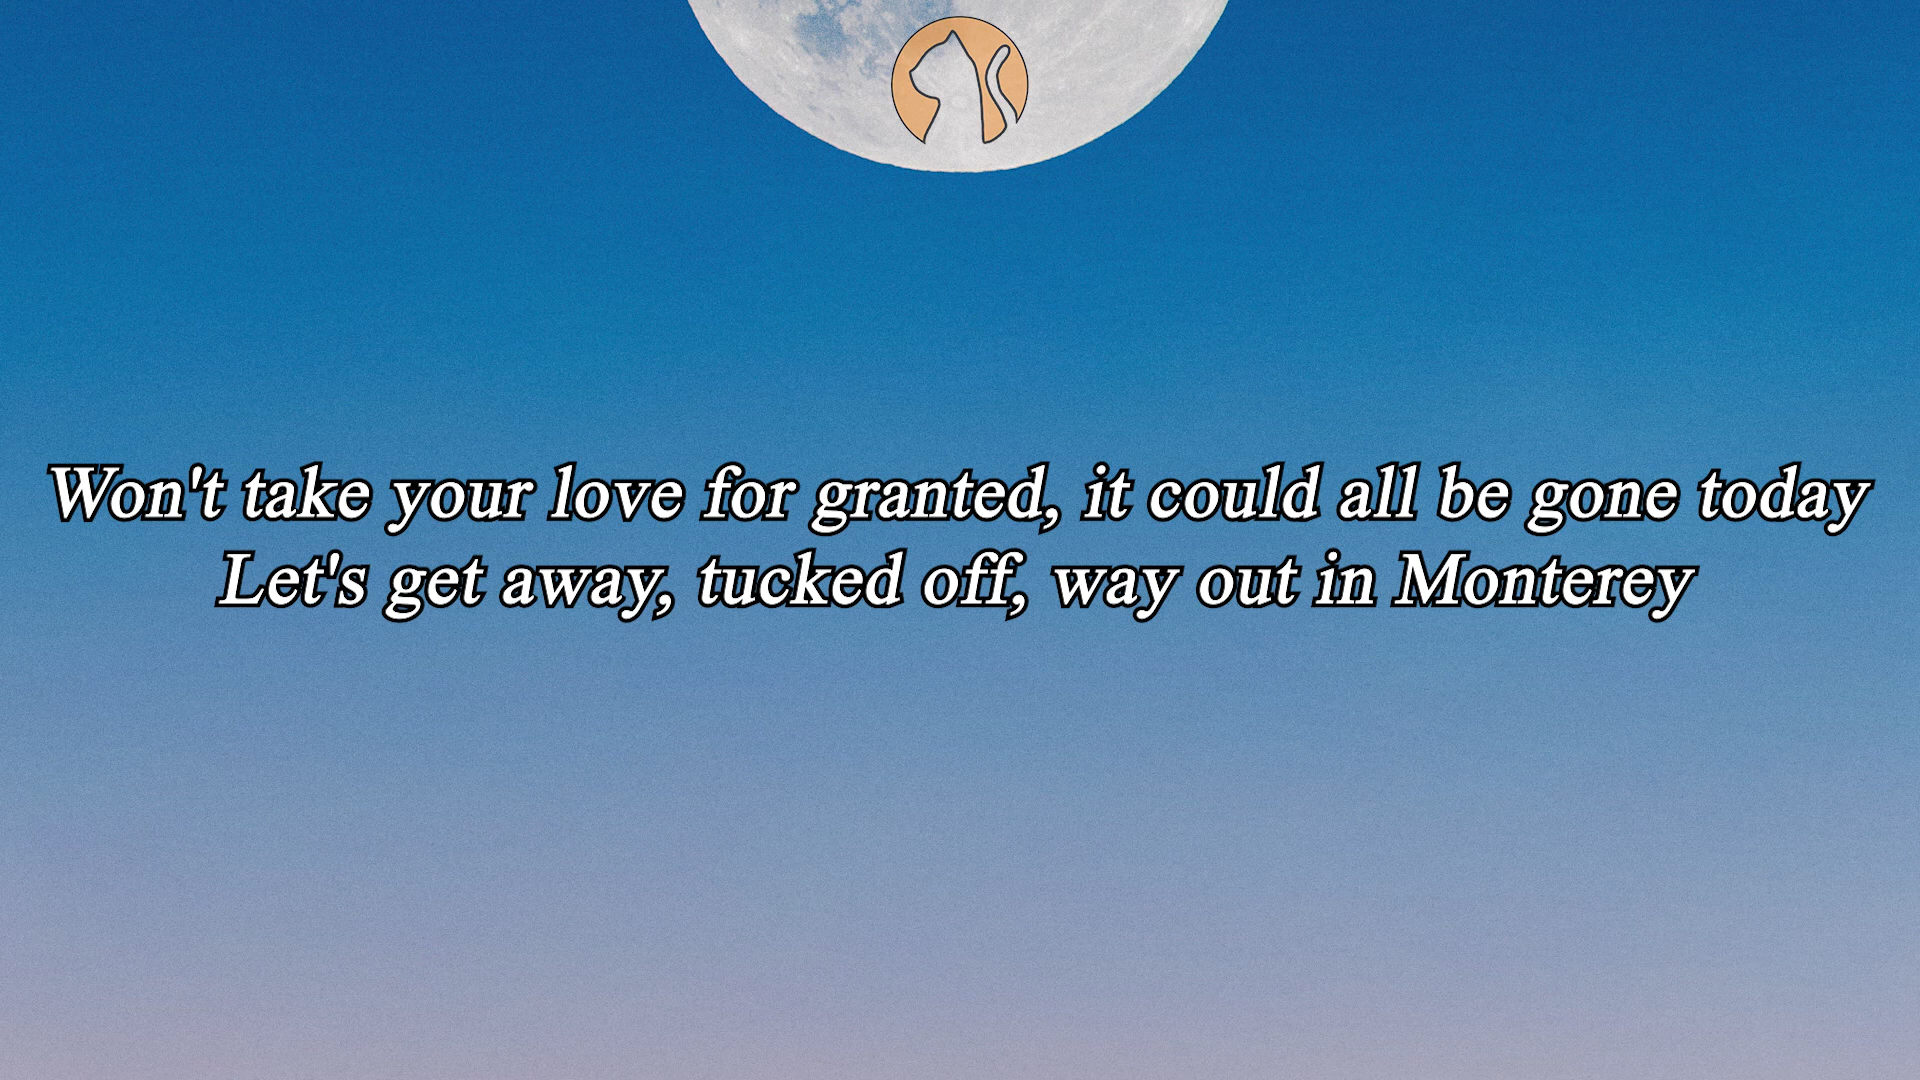 Won't take your love for granted, it could all be gone today
Let's get away, tucked off, way out in Monterey